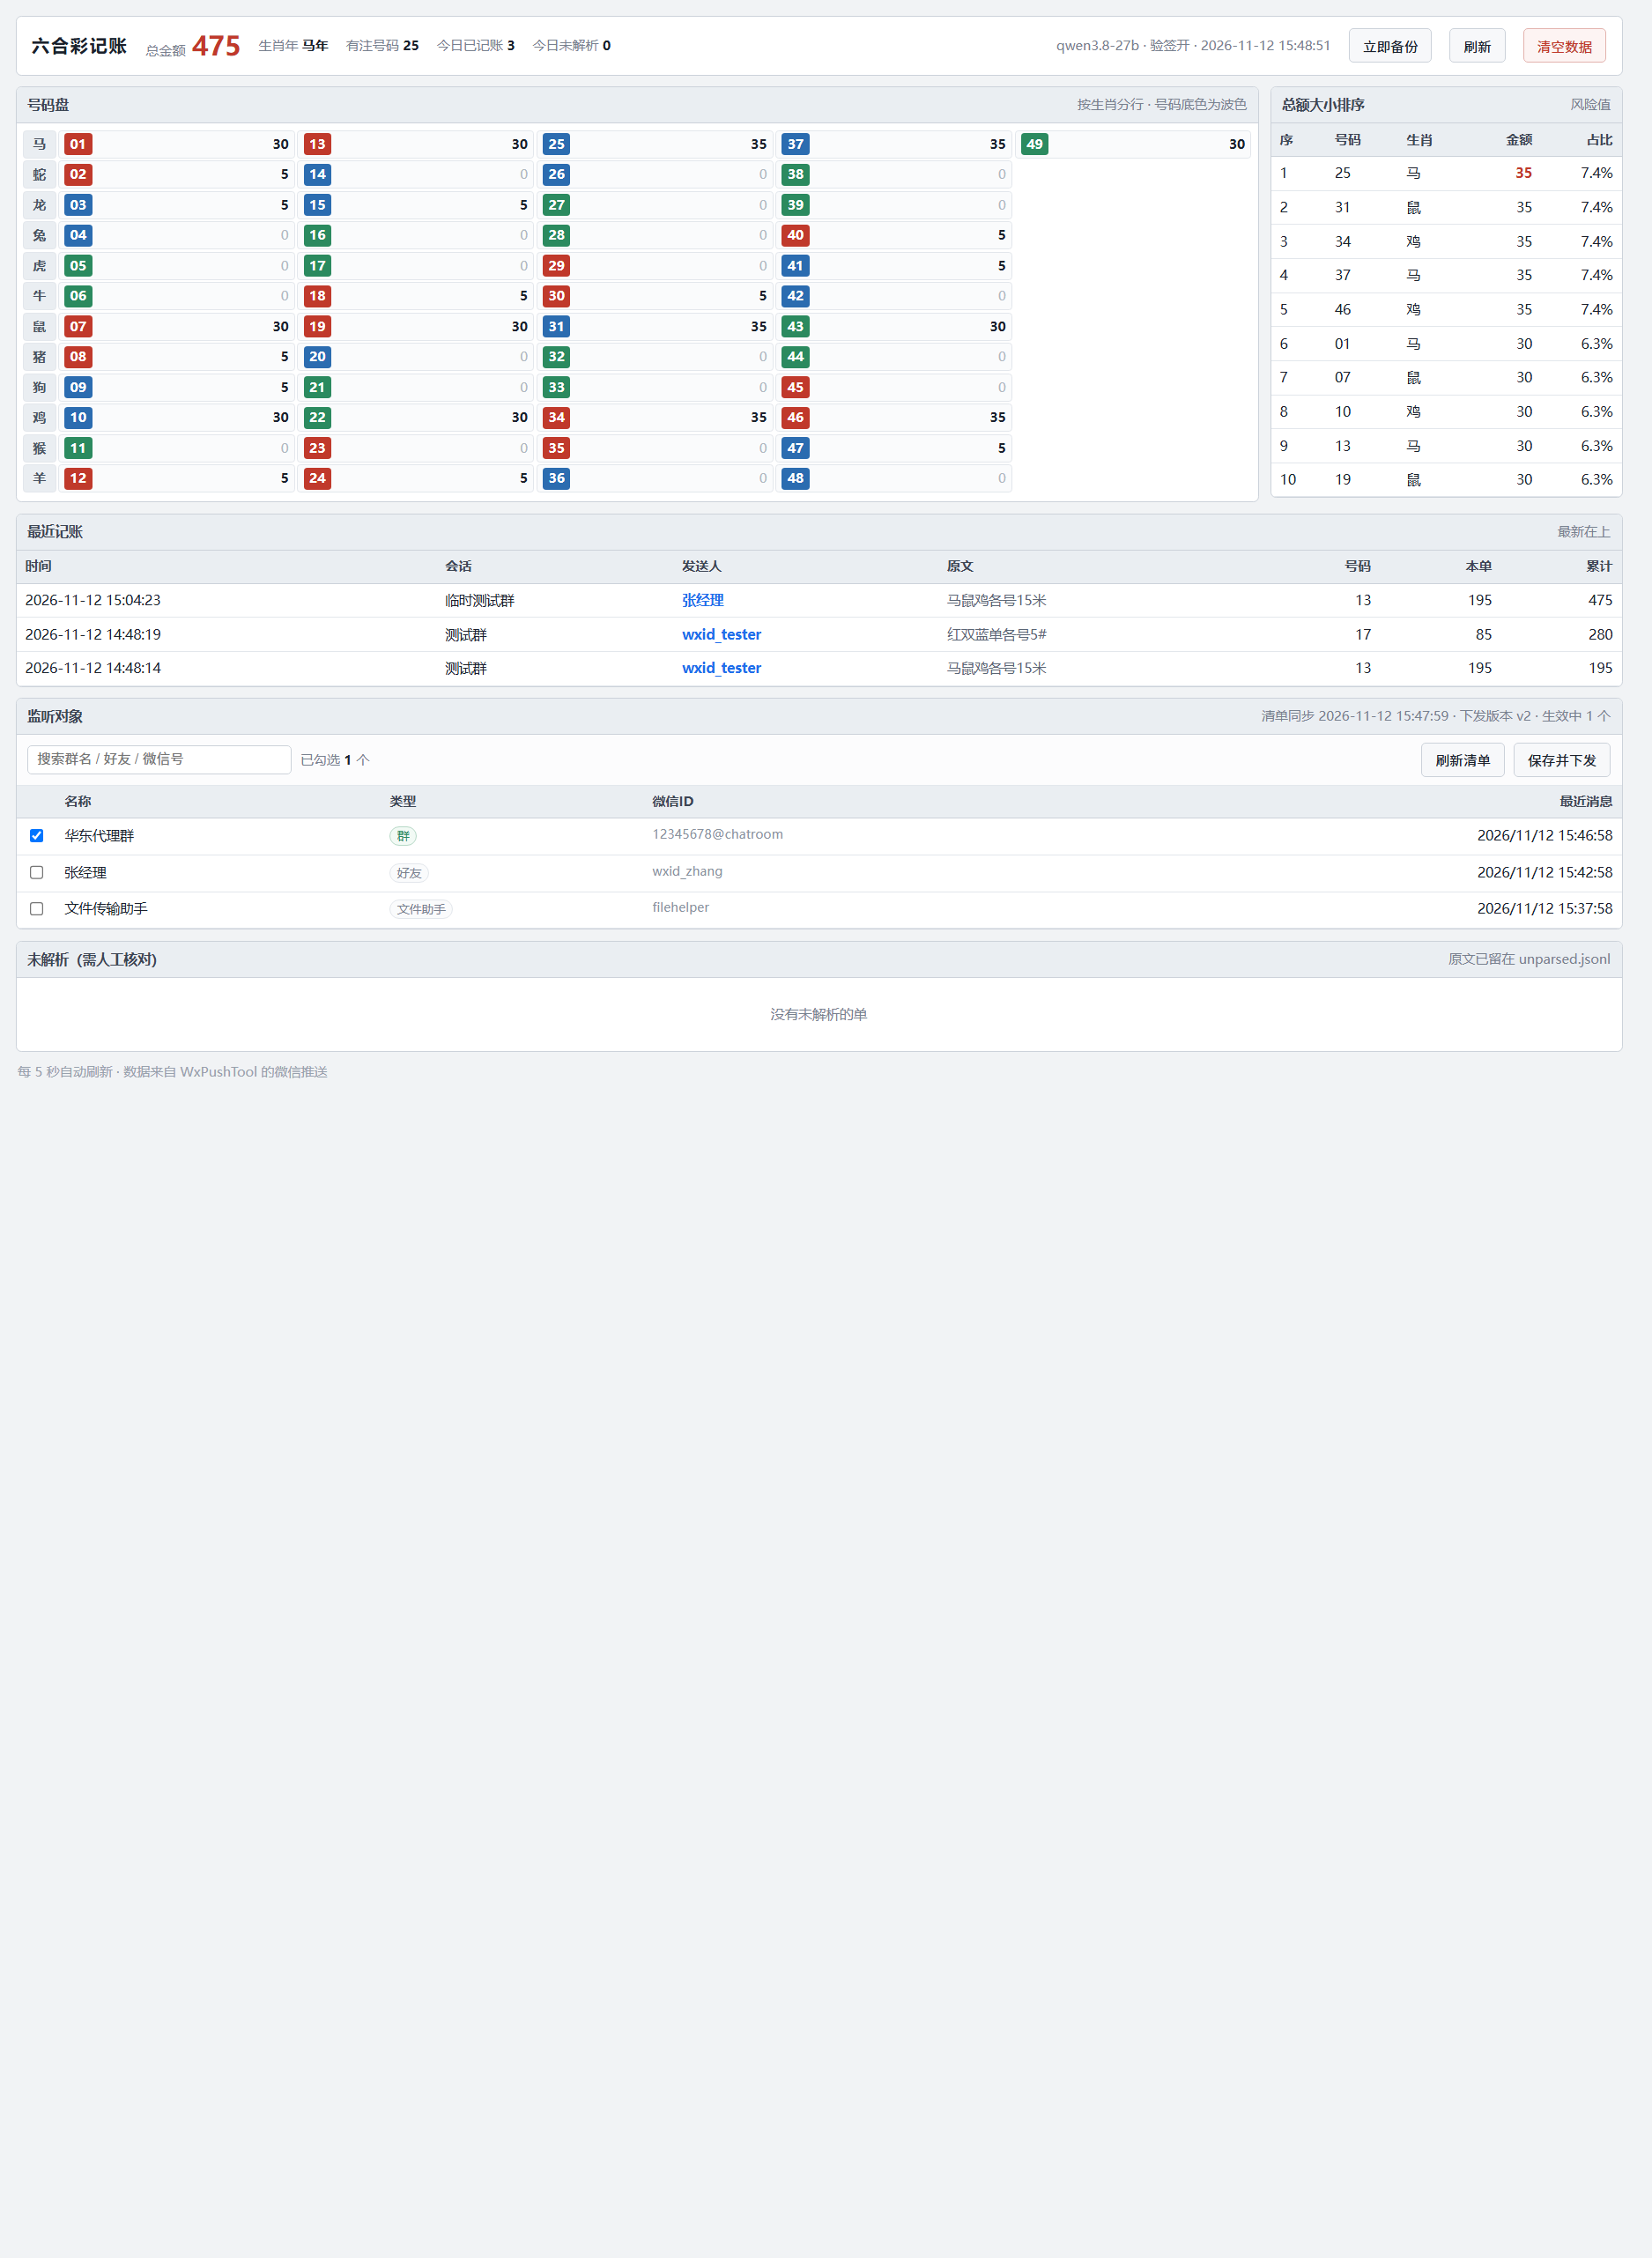 六合彩记账 总金额 475 生肖年 马年 有注号码 25 今日已记账 3 今日未解析 0 qwen3.8-27b · 验签开 · 2026-11-12 15:48:51 立即备份 刷新 清空数据
号码盘 按生肖分行 · 号码底色为波色
马 01 30 13 30 25 35 37 35 49 30
蛇 02 5 14 0 26 0 38 0
龙 03 5 15 5 27 0 39 0
兔 04 0 16 0 28 0 40 5
虎 05 0 17 0 29 0 41 5
牛 06 0 18 5 30 5 42 0
鼠 07 30 19 30 31 35 43 30
猪 08 5 20 0 32 0 44 0
狗 09 5 21 0 33 0 45 0
鸡 10 30 22 30 34 35 46 35
猴 11 0 23 0 35 0 47 5
羊 12 5 24 5 36 0 48 0
总额大小排序 风险值
序 号码 生肖 金额 占比
1 25 马 35 7.4%
2 31 鼠 35 7.4%
3 34 鸡 35 7.4%
4 37 马 35 7.4%
5 46 鸡 35 7.4%
6 01 马 30 6.3%
7 07 鼠 30 6.3%
8 10 鸡 30 6.3%
9 13 马 30 6.3%
10 19 鼠 30 6.3%
最近记账 最新在上
时间 会话 发送人 原文 号码 本单 累计
2026-11-12 15:04:23 临时测试群 张经理 马鼠鸡各号15米 13 195 475
2026-11-12 14:48:19 测试群 wxid_tester 红双蓝单各号5# 17 85 280
2026-11-12 14:48:14 测试群 wxid_tester 马鼠鸡各号15米 13 195 195
监听对象 清单同步 2026-11-12 15:47:59 · 下发版本 v2 · 生效中 1 个
搜索群名 / 好友 / 微信号 已勾选 1 个 刷新清单 保存并下发
名称 类型 微信ID 最近消息
华东代理群 群 12345678@chatroom 2026/11/12 15:46:58
张经理 好友 wxid_zhang 2026/11/12 15:42:58
文件传输助手 文件助手 filehelper 2026/11/12 15:37:58
未解析（需人工核对） 原文已留在 unparsed.jsonl
没有未解析的单
每 5 秒自动刷新 · 数据来自 WxPushTool 的微信推送